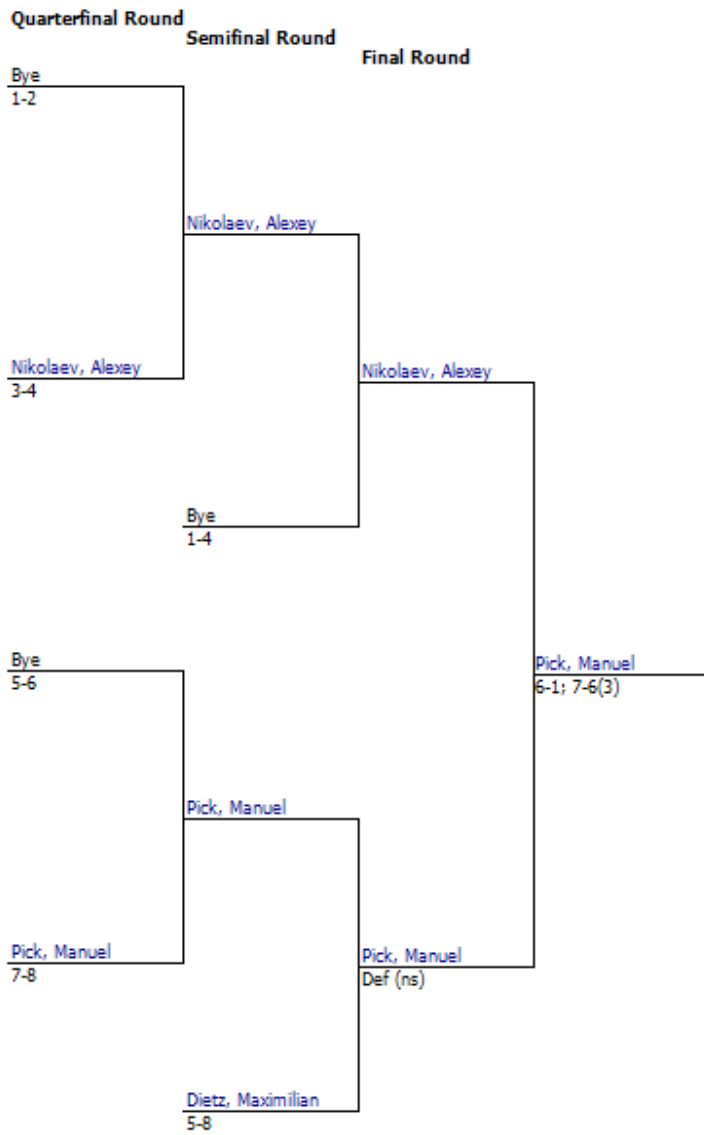 Quarterfinal Round
Semifinal Round
Final Round
Bye
1-2
Nikolaev, Alexey
Nikolaev, Alexey
3-4
Nikolaev, Alexey
Bye
1-4
Bye
5-6
Pick, Manuel
6-1; 7-6(3)
Pick, Manuel
Pick, Manuel
7-8
Pick, Manuel
Def (ns)
Dietz, Maximilian
5-8